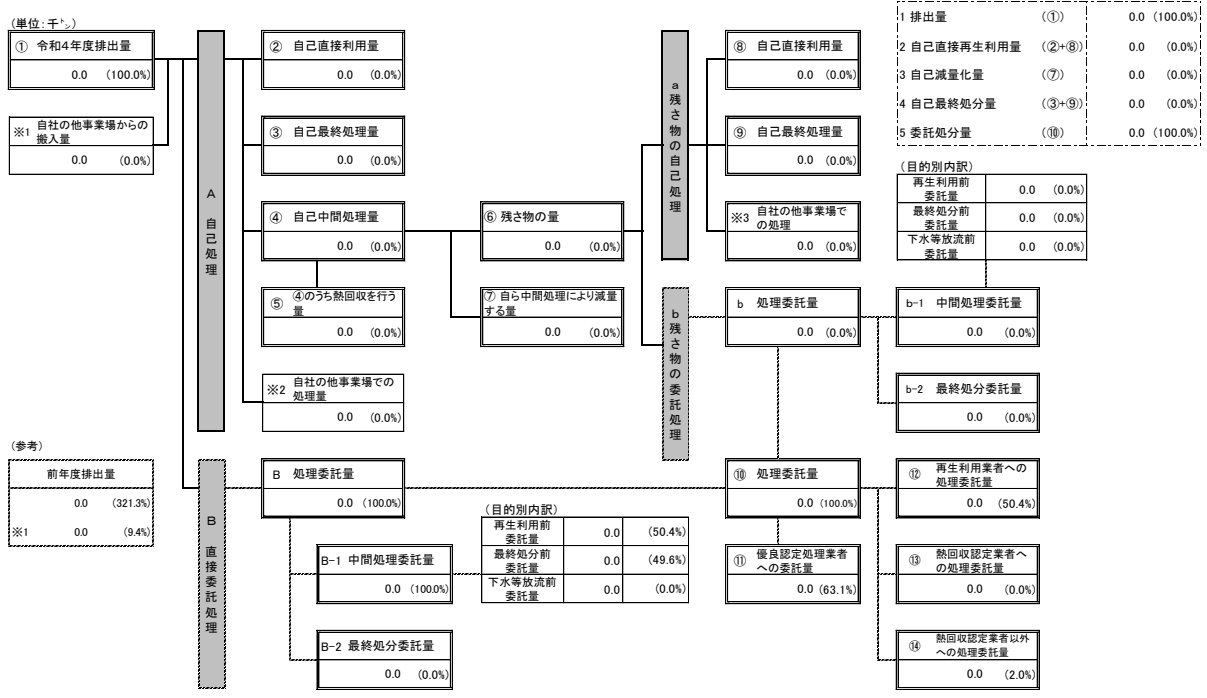 (単位:千㌧)
① 令和4年度排出量
0.0 (100.0%)
※1 自社の他事業場からの
搬入量
0.0 (0.0%)
A 自己処理
② 自己直接利用量
0.0 (0.0%)
③ 自己最終処理量
0.0 (0.0%)
④ 自己中間処理量
0.0 (0.0%)
⑤ ④のうち熱回収を行う
量
0.0 (0.0%)
※2 自社の他事業場での
処理量
0.0 (0.0%)
⑥ 残さ物の量
0.0 (0.0%)
⑦ 自ら中間処理により減量
する量
0.0 (0.0%)
a 残さ物の自己処理
⑧ 自己直接利用量
0.0 (0.0%)
⑨ 自己最終処理量
0.0 (0.0%)
※3 自社の他事業場で
の処理
0.0 (0.0%)
b 残さ物の委託処理
b 処理委託量
0.0 (0.0%)
b-1 中間処理委託量
0.0 (0.0%)
b-2 最終処分委託量
0.0 (0.0%)
1 排出量 (①) 0.0 (100.0%)
2 自己直接再生利用量 (②+⑧) 0.0 (0.0%)
3 自己減量化量 (⑦) 0.0 (0.0%)
4 自己最終処分量 (③+⑨) 0.0 (0.0%)
5 委託処分量 (⑩) 0.0 (100.0%)
(目的別内訳)
再生利用前
委託量 0.0 (0.0%)
最終処分前
委託量 0.0 (0.0%)
下水等放流前
委託量 0.0 (0.0%)
(参考)
前年度排出量
0.0 (321.3%)
※1 0.0 (9.4%)
B 直接委託処理
B 処理委託量
0.0 (100.0%)
B-1 中間処理委託量
0.0 (100.0%)
B-2 最終処分委託量
0.0 (0.0%)
(目的別内訳)
再生利用前
委託量 0.0 (50.4%)
最終処分前
委託量 0.0 (49.6%)
下水等放流前
委託量 0.0 (0.0%)
⑩ 処理委託量
0.0 (100.0%)
⑪ 優良認定処理業者
への委託量
0.0 (63.1%)
⑫ 再生利用業者への
処理委託量
0.0 (50.4%)
⑬ 熱回収認定業者へ
の処理委託量
0.0 (0.0%)
⑭ 熱回収認定業者以外
への処理委託量
0.0 (2.0%)